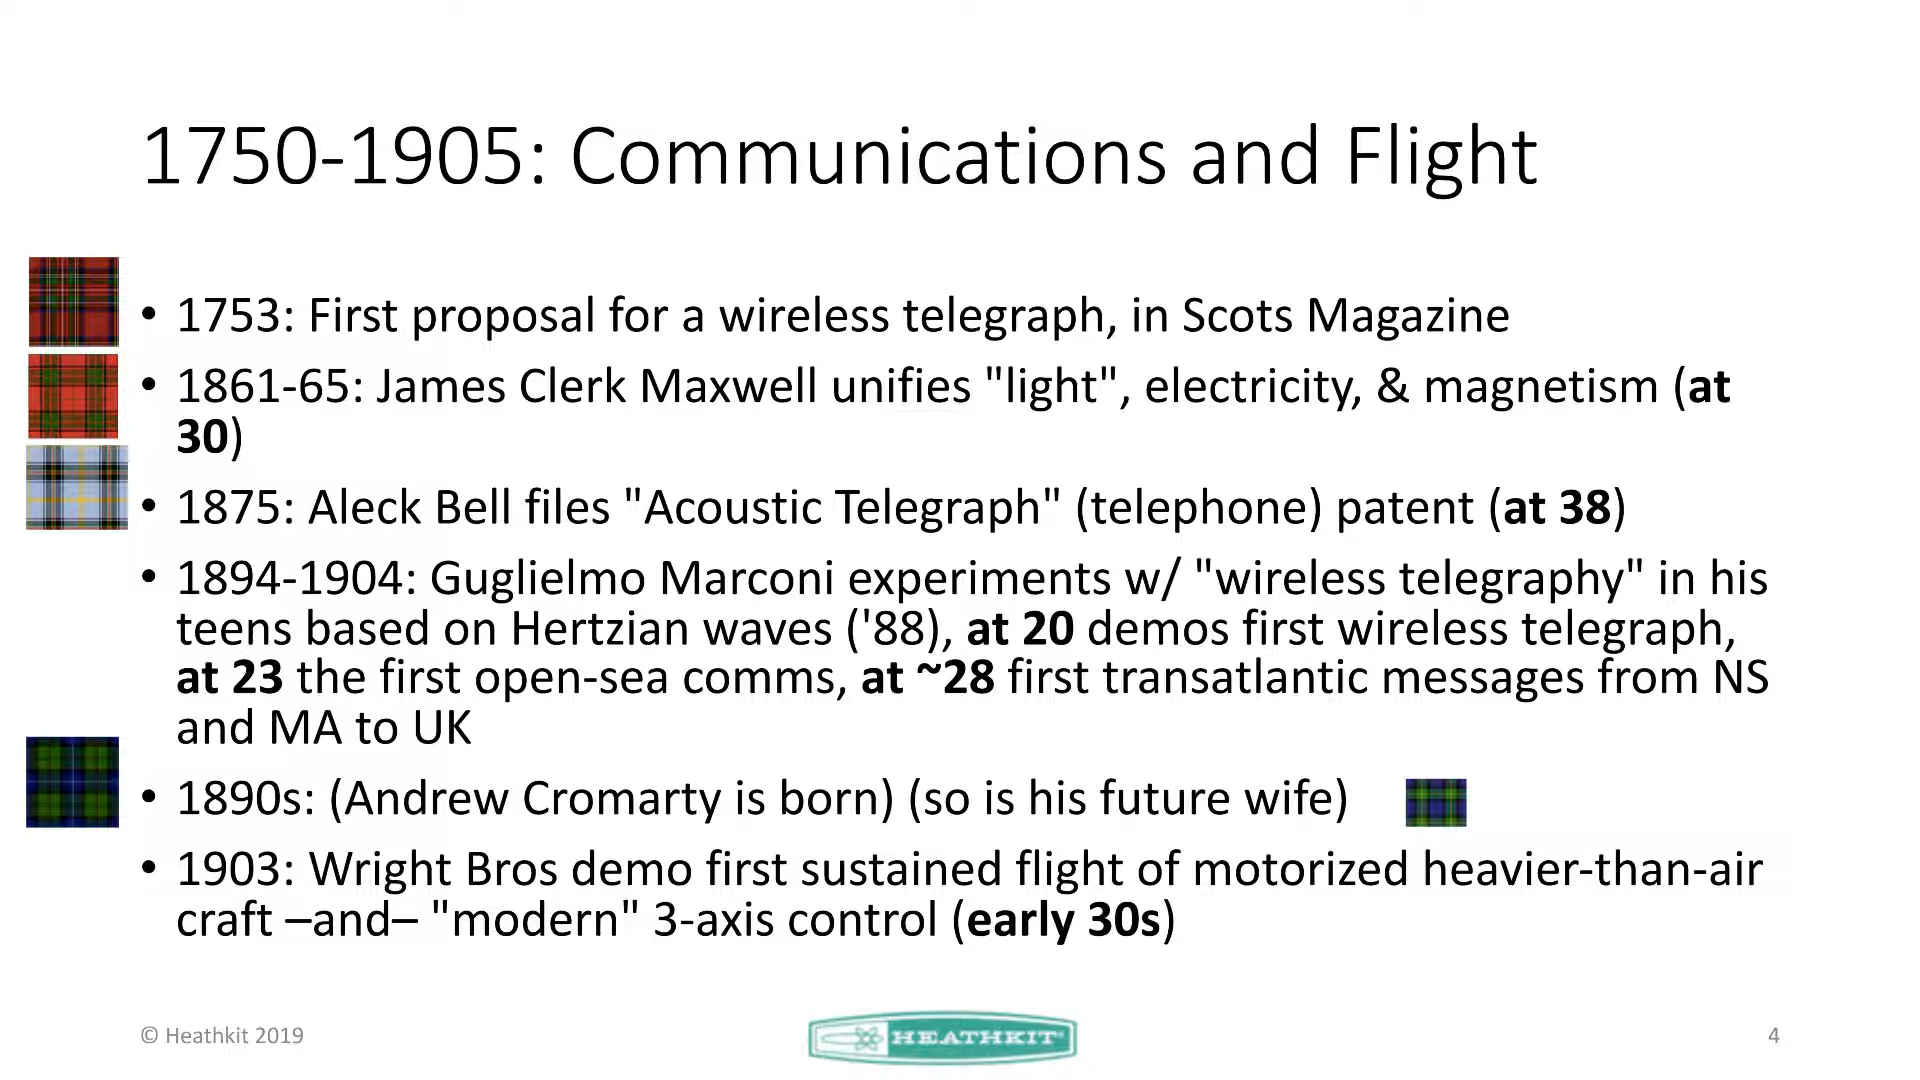 1750-1905: Communications and Flight
• 1753: First proposal for a wireless telegraph, in Scots Magazine
• 1861-65: James Clerk Maxwell unifies "light", electricity, & magnetism (at
30)
• 1875: Aleck Bell files "Acoustic Telegraph" (telephone) patent (at 38)
• 1894-1904: Guglielmo Marconi experiments w/ "wireless telegraphy" in his
teens based on Hertzian waves ('88), at 20 demos first wireless telegraph,
at 23 the first open-sea comms, at ~28 first transatlantic messages from NS
and MA to UK
• 1890s: (Andrew Cromarty is born) (so is his future wife)
• 1903: Wright Bros demo first sustained flight of motorized heavier-than-air
craft –and– "modern" 3-axis control (early 30s)
© Heathkit 2019
HEATHKIT
4